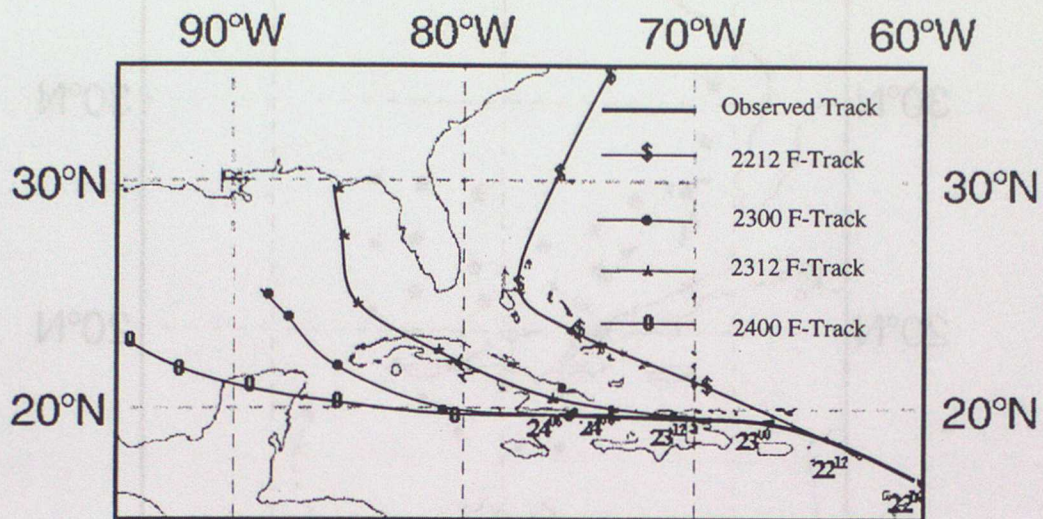 90°W 80°W 70°W 60°W
Observed Track
2212 F-Track
30°N 30°N
2300 F-Track
2312 F-Track
2400 F-Track
20°N 20°N
23¹² 23⁰⁰
22¹²